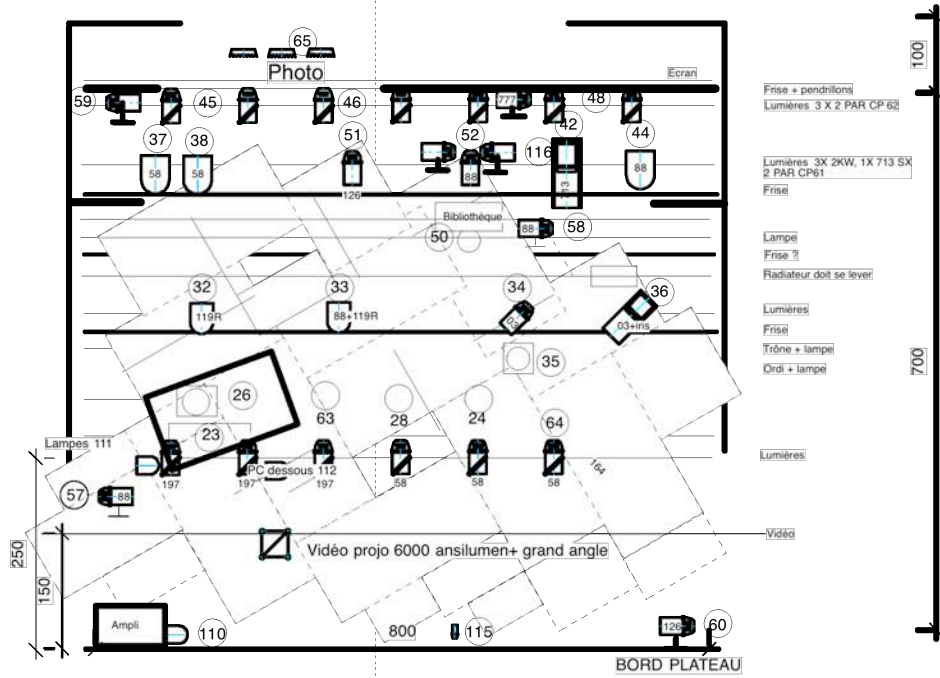 65
Photo
Ecran
100
59
45
46
777
48
Frise + pendrillons
Lumières 3 X 2 PAR CP 62
37
38
51
52
42
116
44
58
58
88
88
Lumières 3X 2KW, 1X 713 SX
2 PAR CP61
126
Frise
Bibliothèque
88
58
50
Lampe
Frise ?
Radiateur doit se lever
32
33
34
36
119R
88+119R
03
03+iris
Lumières
Frise
Trône + lampe
35
Ordi + lampe
700
26
63
28
24
64
23
Lampes 111
Lumières
PC dessous 112
164
197
197
197
58
58
58
57
88
Vidéo
Vidéo projo 6000 ansilumen+ grand angle
250
150
Ampli
110
800
115
126
60
BORD PLATEAU